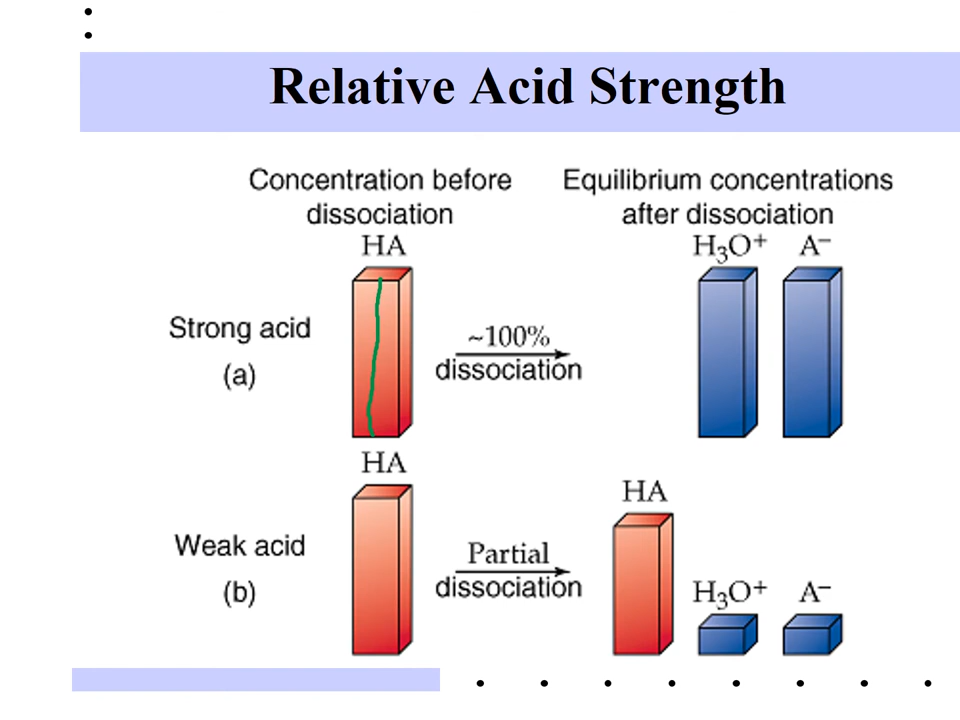 Relative Acid Strength
Concentration before
dissociation
Equilibrium concentrations
after dissociation
HA
H₃O⁺ A⁻
Strong acid
(a)
~100%
dissociation
HA
HA
Weak acid
(b)
Partial
dissociation
H₃O⁺ A⁻